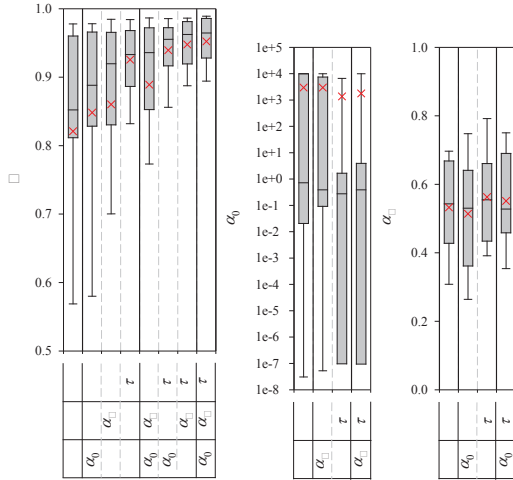 1.0
0.9
0.8
0.7
0.6
0.5
□
τ τ τ τ
α□ α□ α□ α□
α0 α0 α0 α0
1e+5
1e+4
1e+3
1e+2
1e+1
1e+0
1e-1
1e-2
1e-3
1e-4
1e-5
1e-6
1e-7
1e-8
α0
τ τ
α□ α□
1.0
0.8
0.6
0.4
0.2
0.0
α□
τ τ
α0 α0